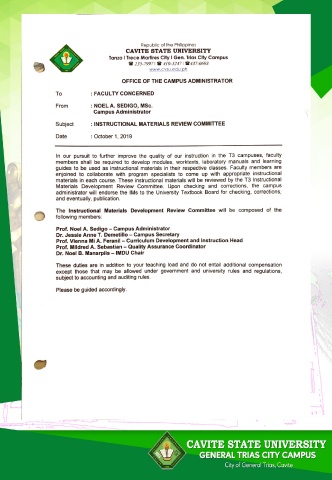 Republic of the Philippines
CAVITE STATE UNIVERSITY
Tanza I Trece Martires City I Gen. Trias City Campus
www.cvsu.edu.ph
OFFICE OF THE CAMPUS ADMINISTRATOR
To : FACULTY CONCERNED
From : NOEL A. SEDIGO, MSc.
Campus Administrator
Subject : INSTRUCTIONAL MATERIALS REVIEW COMMITTEE
Date : October 1, 2019
In our pursuit to further improve the quality of our instruction in the T3 campuses, faculty
members shall be required to develop modules, worktexts, laboratory manuals and learning
guides to be used as instructional materials in their respective classes. Faculty members are
enjoined to collaborate with program specialists to come up with appropriate instructional
materials in each course. These instructional materials will be reviewed by the T3 Instructional
Materials Development Review Committee. Upon checking and corrections, the campus
administrator will endorse the IMs to the University Textbook Board for checking, corrections,
and eventually, publication.
The Instructional Materials Development Review Committee will be composed of the
following members:
Prof. Noel A. Sedigo – Campus Administrator
Dr. Jessie Anne T. Demetillo – Campus Secretary
Prof. Vienna Mi A. Feranil – Curriculum Development and Instruction Head
Prof. Mildred A. Sebastian – Quality Assurance Coordinator
Dr. Noel B. Manarpiis – IMDU Chair
These duties are in addition to your teaching load and do not entail additional compensation
except those that may be allowed under government and university rules and regulations,
subject to accounting and auditing rules.
Please be guided accordingly.
CAVITE STATE UNIVERSITY
GENERAL TRIAS CITY CAMPUS
City of General Trias, Cavite